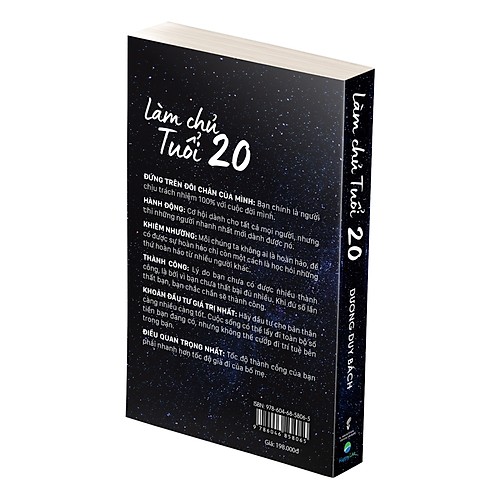 Làm chủ
Tuổi 20
ĐỨNG TRÊN ĐÔI CHÂN CỦA MÌNH: Bạn chính là người
chịu trách nhiệm 100% với cuộc đời mình.
HÀNH ĐỘNG: Cơ hội dành cho tất cả mọi người, nhưng
thì những người nhanh nhất mới dành được nó.
KHIÊM NHƯỜNG: Mỗi chúng ta không ai là hoàn hảo, để
có được sự hoàn hảo chỉ còn một cách là học hỏi những
thứ hoàn hảo từ nhiều người khác.
THÀNH CÔNG: Lý do bạn chưa có được nhiều thành
công, là bởi vì bạn chưa thất bại đủ nhiều. Khi đủ số lần
thất bạn, bạn chắc chắn sẽ thành công.
KHOẢN ĐẦU TƯ GIÁ TRỊ NHẤT: Hãy đầu tư cho bản thân
càng nhiều càng tốt. Cuộc sống có thể lấy đi toàn bộ số
tiền bạn đang có, nhưng không thể cướp đi trí tuệ bên
trong bạn.
ĐIỀU QUAN TRỌNG NHẤT: Tốc độ thành công của bạn
phải nhanh hơn tốc độ già đi của bố mẹ.
ISBN: 978-604-68-5806-5
9 786046 858065
Giá: 198.000đ
Làm chủ Tuổi 20
DƯƠNG DUY BÁCH